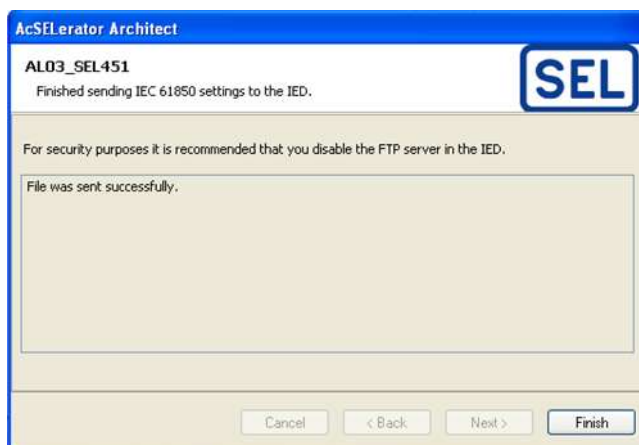 AcSELerator Architect
AL03_SEL451
Finished sending IEC 61850 settings to the IED.
SEL
For security purposes it is recommended that you disable the FTP server in the IED.
File was sent successfully.
Cancel
< Back
Next >
Finish